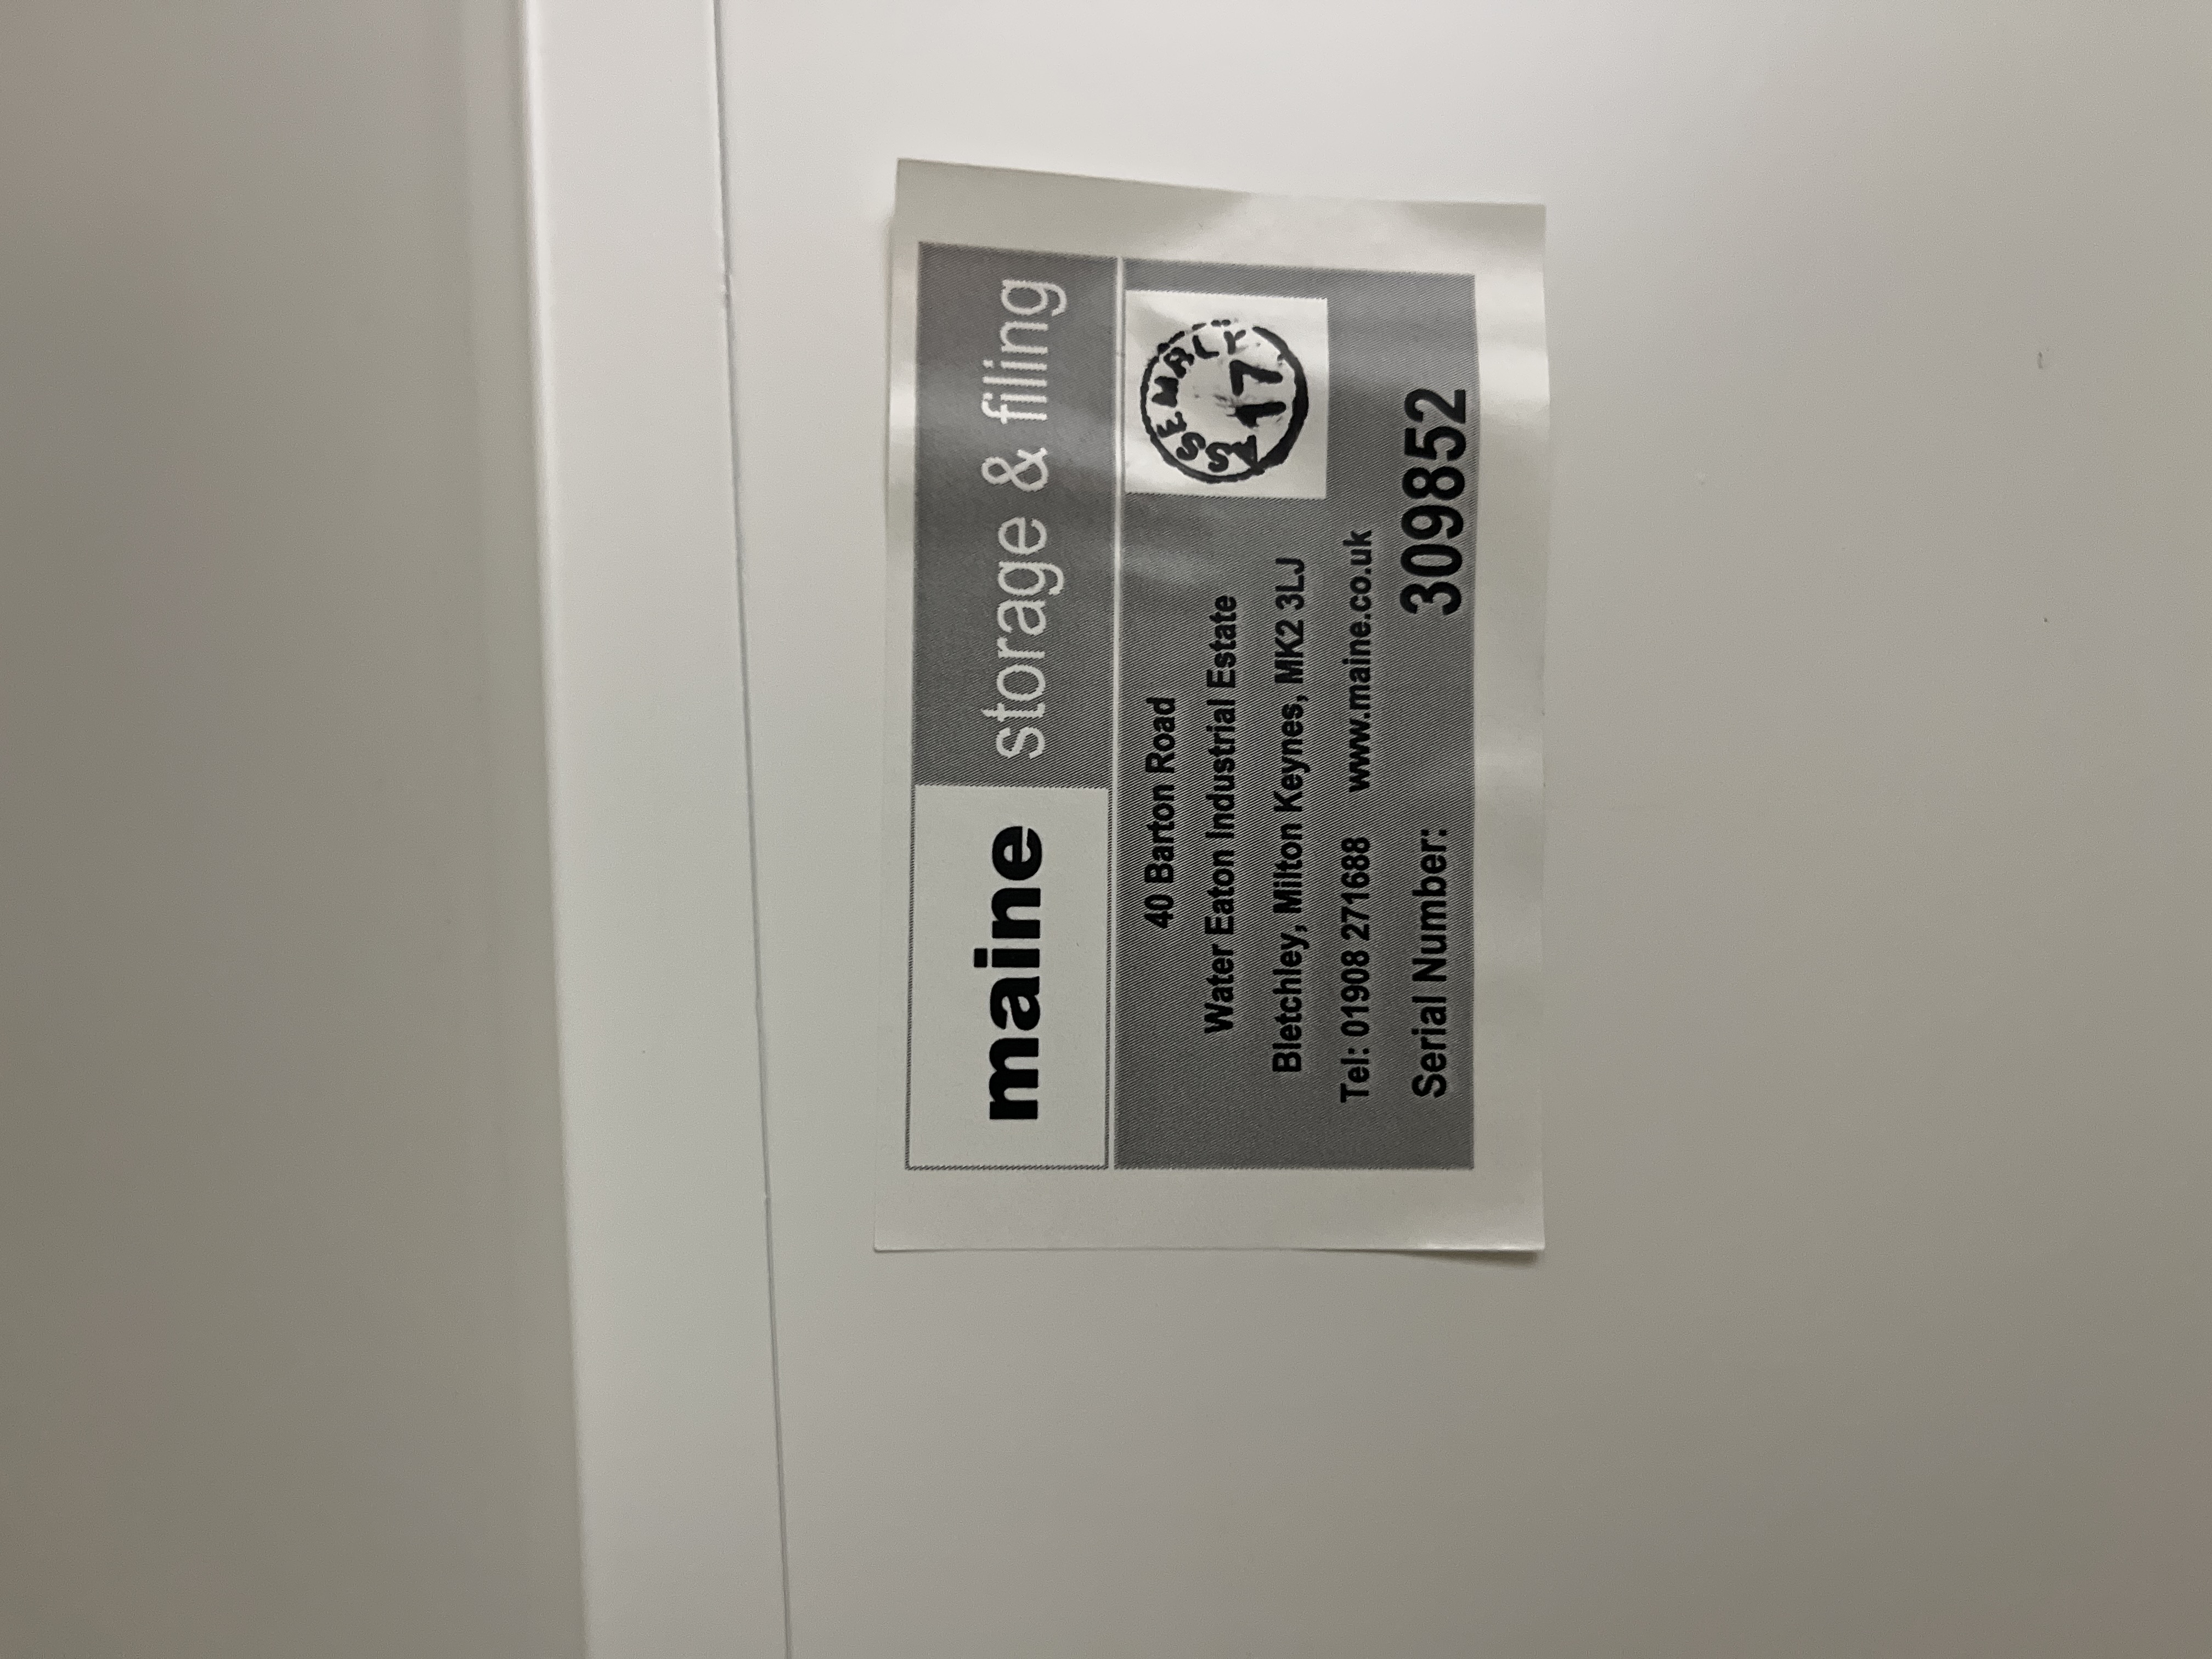 maine storage & filing
40 Barton Road
Water Eaton Industrial Estate
Bletchley, Milton Keynes, MK2 3LJ
Tel: 01908 271688 www.maine.co.uk
Serial Number: 309852
ASSEMBLY
17